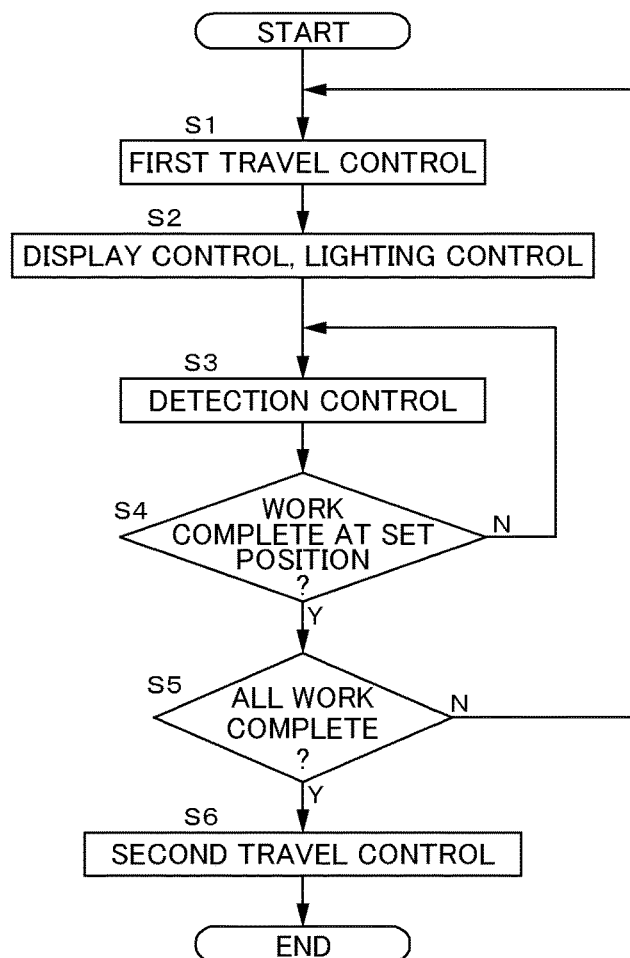 START
S1
FIRST TRAVEL CONTROL
S2
DISPLAY CONTROL, LIGHTING CONTROL
S3
DETECTION CONTROL
S4
WORK
COMPLETE AT SET
POSITION
?
N
Y
S5
ALL WORK
COMPLETE
?
N
Y
S6
SECOND TRAVEL CONTROL
END